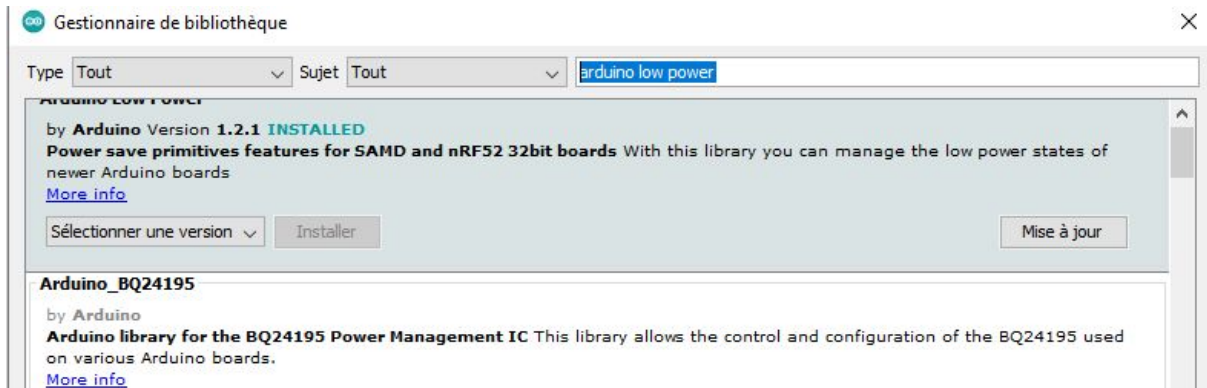 Gestionnaire de bibliothèque
Type Tout Sujet Tout arduino low power
Arduino Low Power
by Arduino Version 1.2.1 INSTALLED
Power save primitives features for SAMD and nRF52 32bit boards With this library you can manage the low power states of
newer Arduino boards
More info
Sélectionner une version Installer Mise à jour
Arduino_BQ24195
by Arduino
Arduino library for the BQ24195 Power Management IC This library allows the control and configuration of the BQ24195 used
on various Arduino boards.
More info